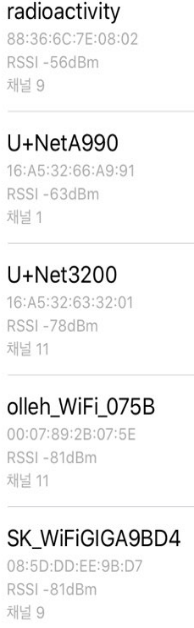 radioactivity
88:36:6C:7E:08:02
RSSI -56dBm
채널 9
U+NetA990
16:A5:32:66:A9:91
RSSI -63dBm
채널 1
U+Net3200
16:A5:32:63:32:01
RSSI -78dBm
채널 11
olleh_WiFi_075B
00:07:89:2B:07:5E
RSSI -81dBm
채널 11
SK_WiFiGIGA9BD4
08:5D:DD:EE:9B:D7
RSSI -81dBm
채널 9